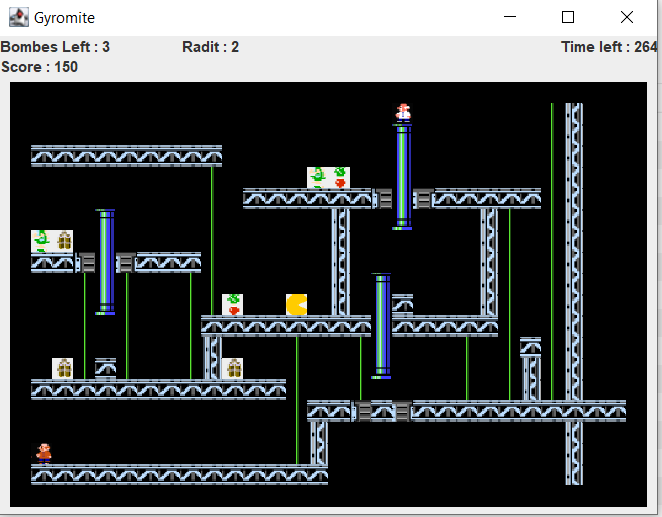 Gyromite
Bombes Left : 3 Radit : 2 Time left : 264
Score : 150